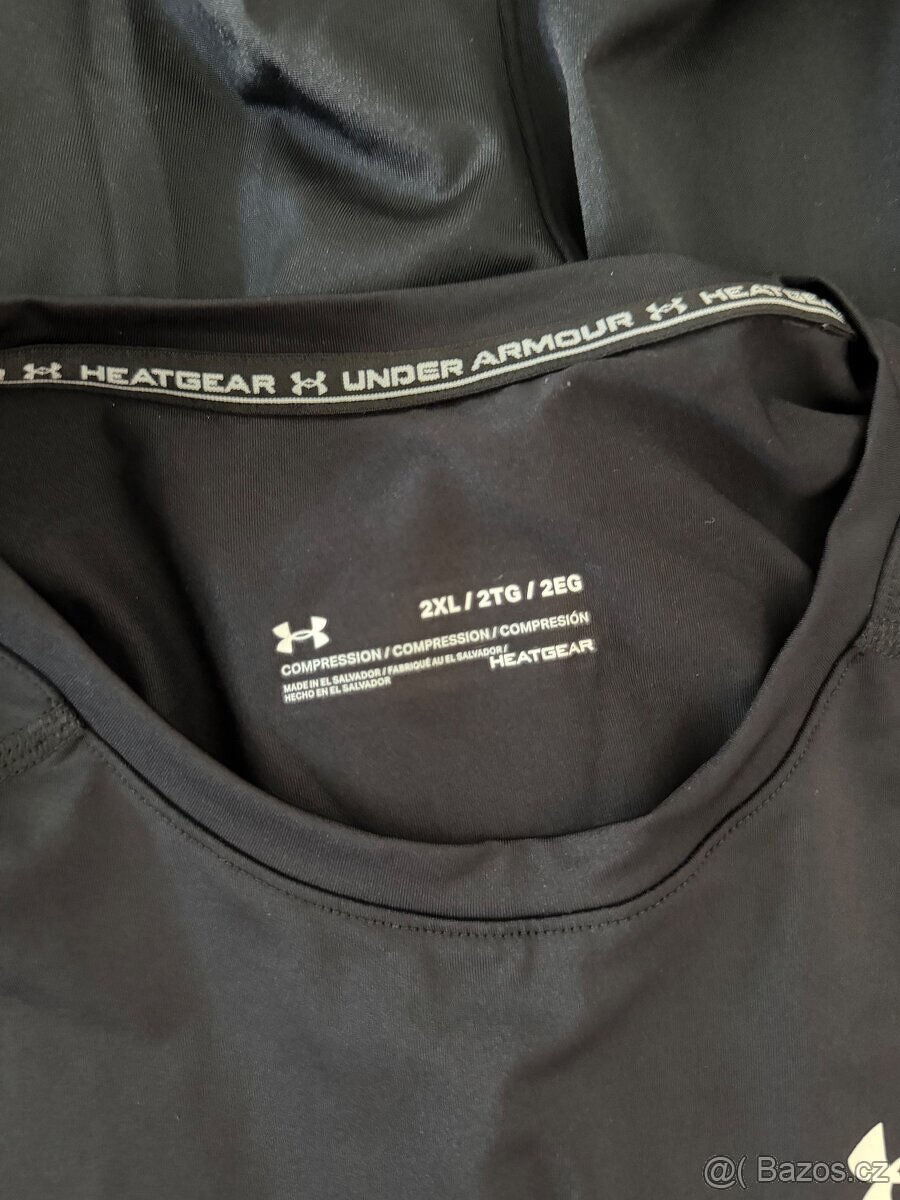 HEATGEAR UNDER ARMOUR HEATGEAR
2XL / 2TG / 2EG
COMPRESSION / COMPRESSION / COMPRESIÓN
MADE IN EL SALVADOR / FABRIQUÉ AU EL SALVADOR /
HECHO EN EL SALVADOR
HEATGEAR
@( Bazos.cz